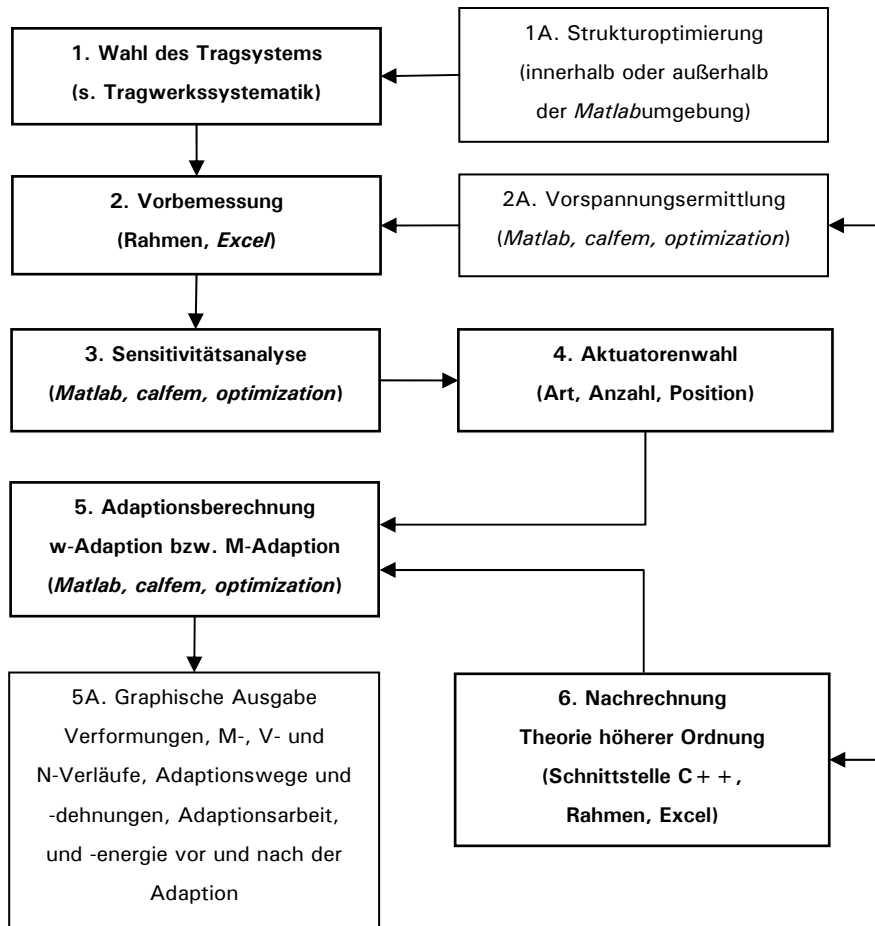 1. Wahl des Tragsystems
(s. Tragwerkssystematik)
1A. Strukturoptimierung
(innerhalb oder außerhalb
der Matlabumgebung)
2. Vorbemessung
(Rahmen, Excel)
2A. Vorspannungsermittlung
(Matlab, calfem, optimization)
3. Sensitivitätsanalyse
(Matlab, calfem, optimization)
4. Aktuatorenwahl
(Art, Anzahl, Position)
5. Adaptionsberechnung
w-Adaption bzw. M-Adaption
(Matlab, calfem, optimization)
5A. Graphische Ausgabe
Verformungen, M-, V- und
N-Verläufe, Adaptionswege und
-dehnungen, Adaptionsarbeit,
und -energie vor und nach der
Adaption
6. Nachrechnung
Theorie höherer Ordnung
(Schnittstelle C++,
Rahmen, Excel)